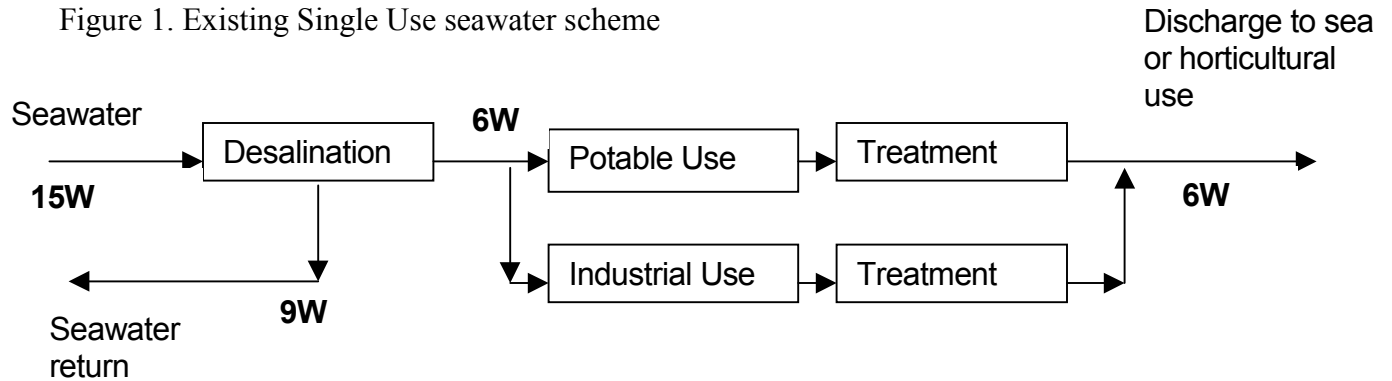 Figure 1. Existing Single Use seawater scheme
Discharge to sea
or horticultural
use
Seawater
15W
Desalination
6W
Potable Use
Treatment
6W
Industrial Use
Treatment
9W
Seawater
return